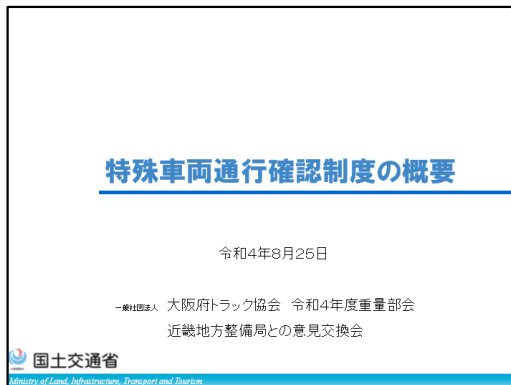 特殊車両通行確認制度の概要
令和4年8月25日
一般社団法人 大阪府トラック協会 令和4年度重量部会
近畿地方整備局との意見交換会
国土交通省
Ministry of Land, Infrastructure, Transport and Tourism